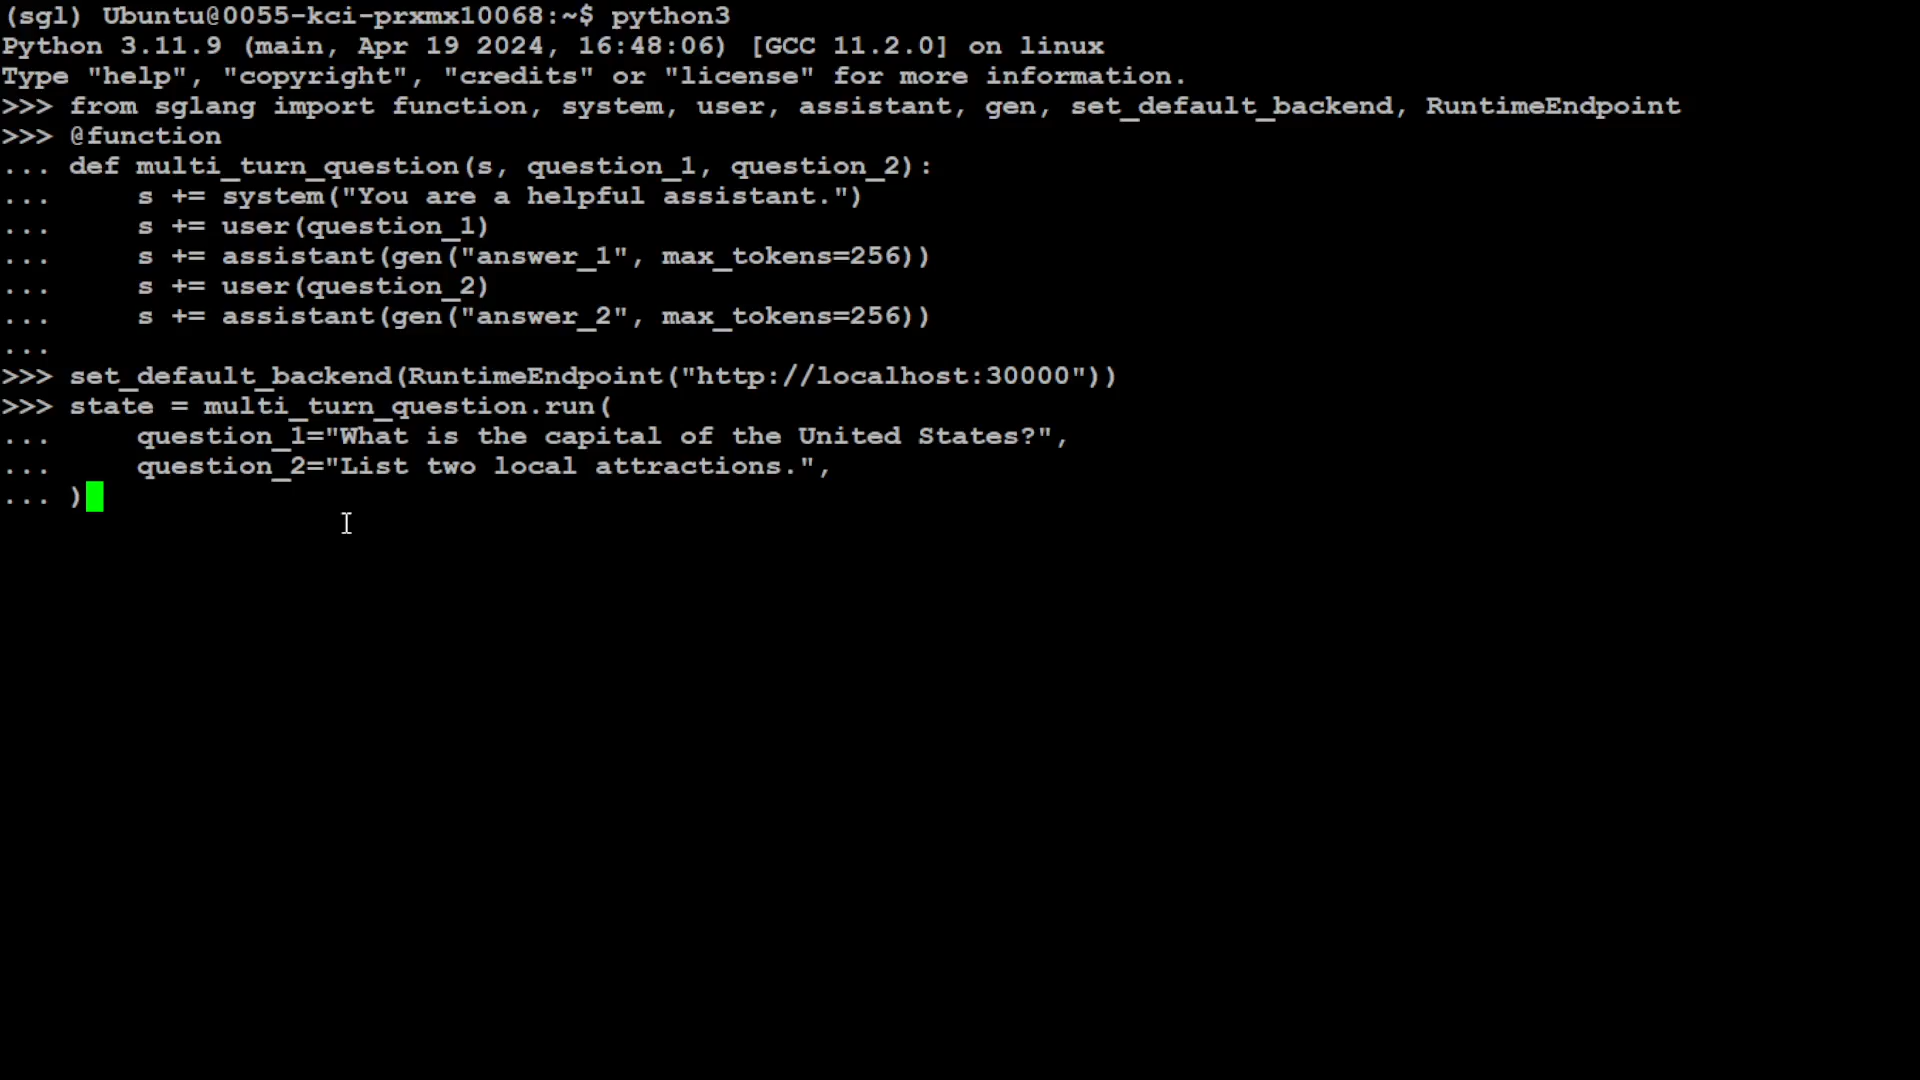 (sgl) Ubuntu@0055-kci-prxmx10068:~$ python3
Python 3.11.9 (main, Apr 19 2024, 16:48:06) [GCC 11.2.0] on linux
Type "help", "copyright", "credits" or "license" for more information.
>>> from sglang import function, system, user, assistant, gen, set_default_backend, RuntimeEndpoint
>>> @function
... def multi_turn_question(s, question_1, question_2):
...     s += system("You are a helpful assistant.")
...     s += user(question_1)
...     s += assistant(gen("answer_1", max_tokens=256))
...     s += user(question_2)
...     s += assistant(gen("answer_2", max_tokens=256))
...
>>> set_default_backend(RuntimeEndpoint("http://localhost:30000"))
>>> state = multi_turn_question.run(
...     question_1="What is the capital of the United States?",
...     question_2="List two local attractions.",
... )